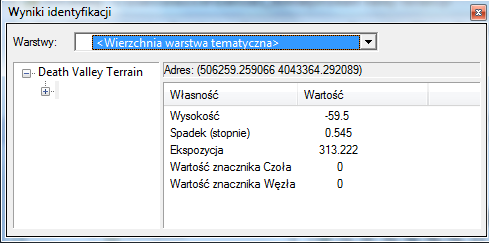 Wyniki identyfikacji
Warstwy: <Wierzchnia warstwa tematyczna>
Death Valley Terrain
Adres: (506259.259066 4043364.292089)
Własność Wartość
Wysokość -59.5
Spadek (stopnie) 0.545
Ekspozycja 313.222
Wartość znacznika Czoła 0
Wartość znacznika Węzła 0